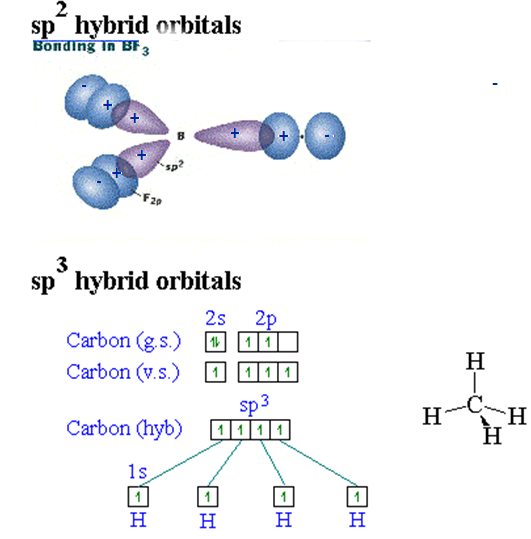 sp2 hybrid orbitals
Bonding in BF3
-
+
+
B
+
+
-
-
+
+
-
sp2
F2p
sp3 hybrid orbitals
2s 2p
Carbon (g.s.) 1⇂ 1 1
Carbon (v.s.) 1 1 1 1
sp3
Carbon (hyb) 1 1 1 1
1s
1 1 1 1
H H H H
H
H C H
H